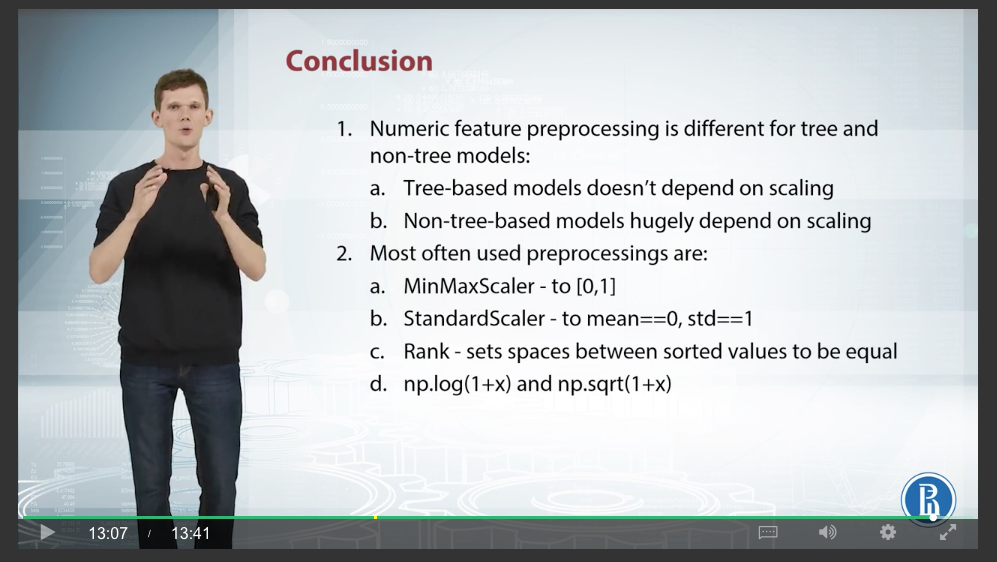 Conclusion
1. Numeric feature preprocessing is different for tree and
non-tree models:
a. Tree-based models doesn't depend on scaling
b. Non-tree-based models hugely depend on scaling
2. Most often used preprocessings are:
a. MinMaxScaler - to [0,1]
b. StandardScaler - to mean==0, std==1
c. Rank - sets spaces between sorted values to be equal
d. np.log(1+x) and np.sqrt(1+x)
13:07 / 13:41